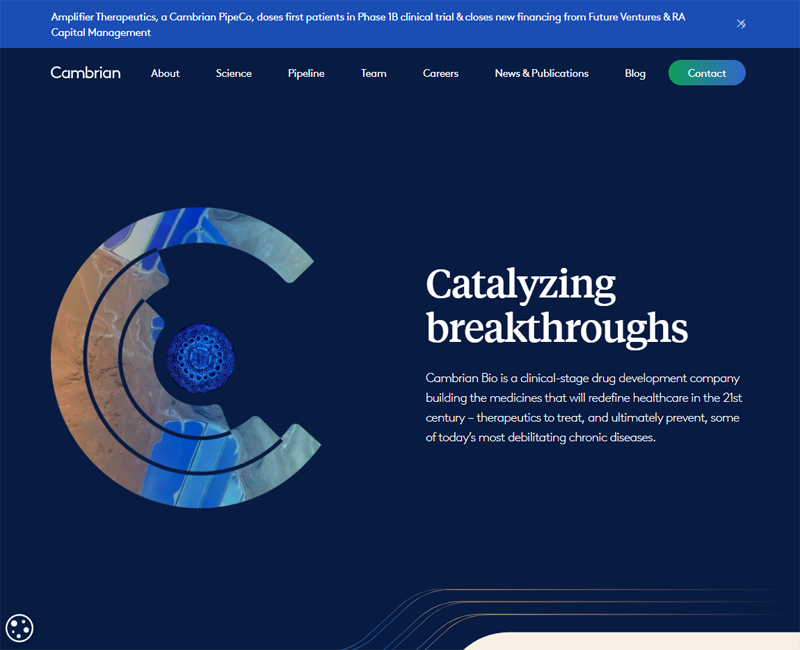 Amplifier Therapeutics, a Cambrian PipeCo, doses first patients in Phase 1B clinical trial & closes new financing from Future Ventures & RA
Capital Management
Cambrian About Science Pipeline Team Careers News & Publications Blog Contact
Catalyzing
breakthroughs
Cambrian Bio is a clinical-stage drug development company
building the medicines that will redefine healthcare in the 21st
century – therapeutics to treat, and ultimately prevent, some
of today's most debilitating chronic diseases.